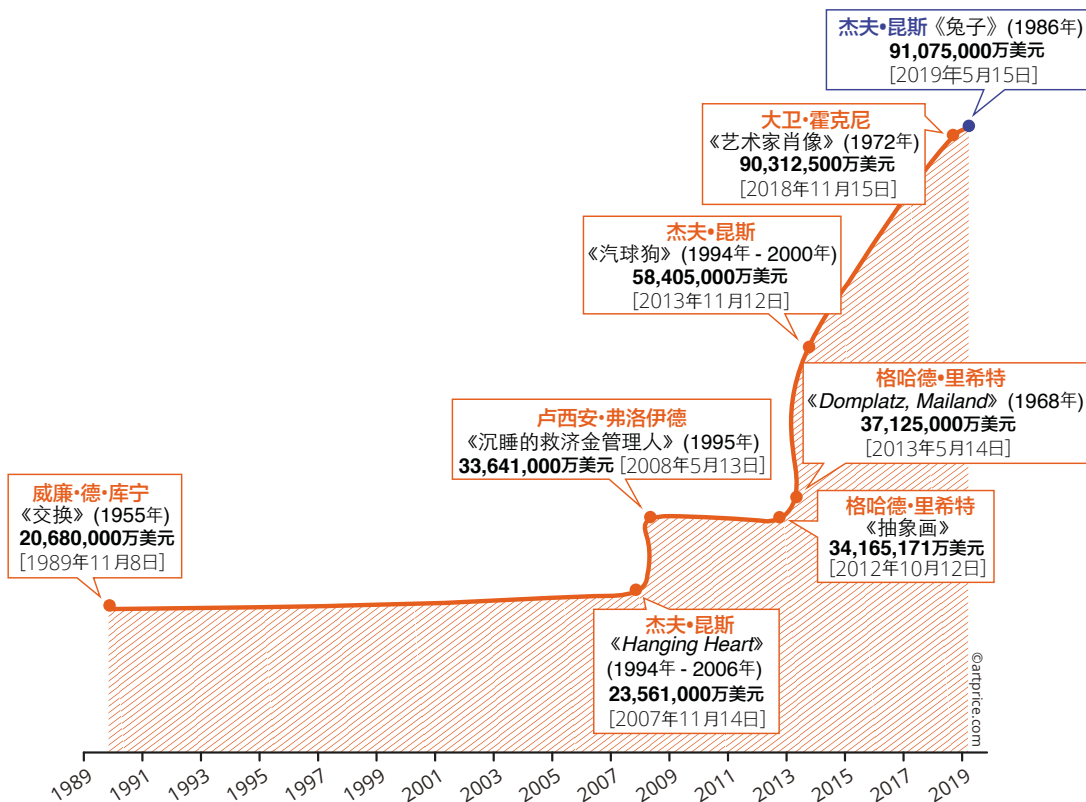 杰夫•昆斯《兔子》(1986年)
91,075,000万美元
[2019年5月15日]
大卫•霍克尼
《艺术家肖像》(1972年)
90,312,500万美元
[2018年11月15日]
杰夫•昆斯
《汽球狗》(1994年 - 2000年)
58,405,000万美元
[2013年11月12日]
格哈德•里希特
《Domplatz, Mailand》(1968年)
37,125,000万美元
[2013年5月14日]
卢西安•弗洛伊德
《沉睡的救济金管理人》(1995年)
33,641,000万美元 [2008年5月13日]
威廉•德•库宁
《交换》(1955年)
20,680,000万美元
[1989年11月8日]
格哈德•里希特
《抽象画》
34,165,171万美元
[2012年10月12日]
杰夫•昆斯
《Hanging Heart》
(1994年 - 2006年)
23,561,000万美元
[2007年11月14日]
©artprice.com
1989 1991 1993 1995 1997 1999 2001 2003 2005 2007 2009 2011 2013 2015 2017 2019